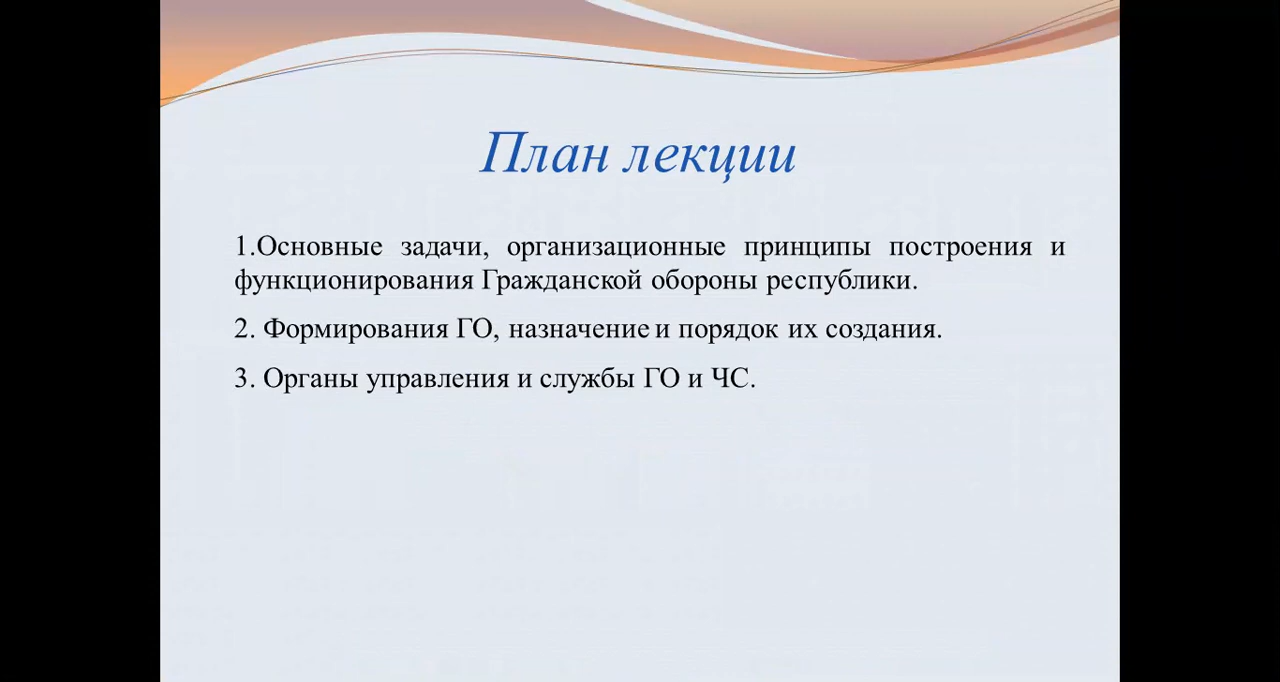 План лекции
1.Основные задачи, организационные принципы построения и
функционирования Гражданской обороны республики.
2. Формирования ГО, назначение и порядок их создания.
3. Органы управления и службы ГО и ЧС.